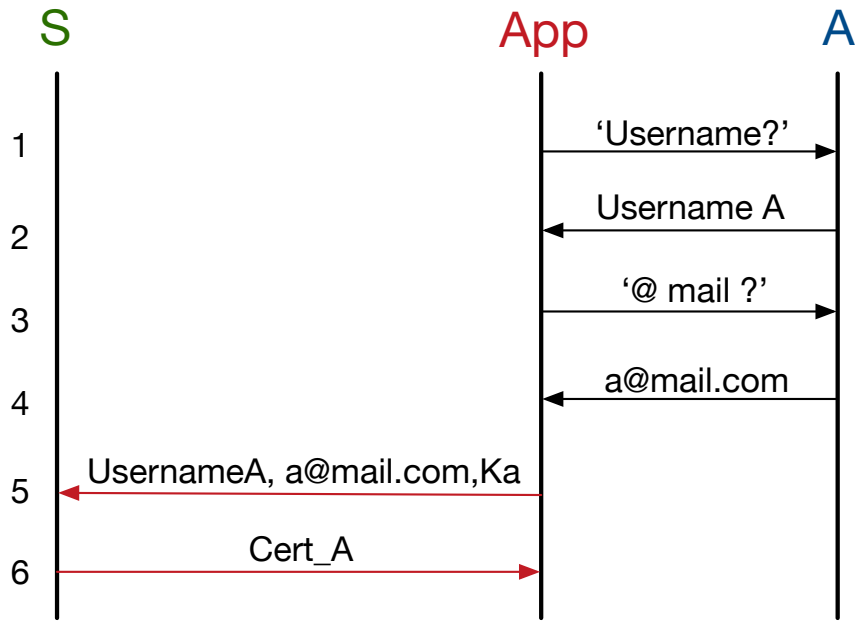 S App A
1 ‘Username?’
2 Username A
3 ‘@ mail ?’
4 a@mail.com
5 UsernameA, a@mail.com,Ka
6 Cert_A